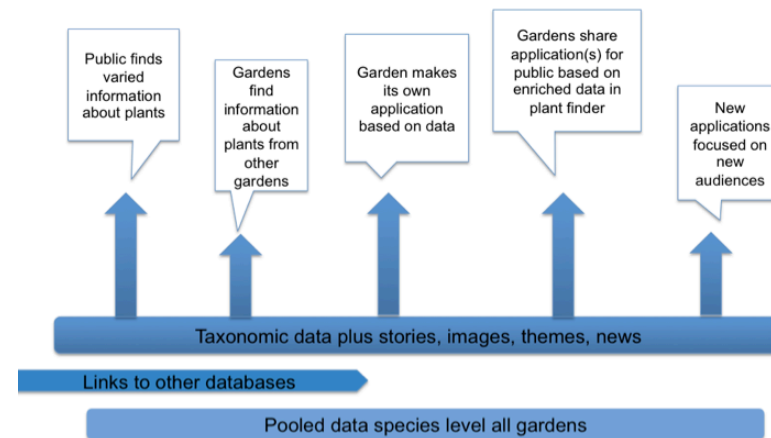 Public finds
varied
information
about plants
Gardens
find
information
about
plants from
other
gardens
Garden makes
its own
application
based on data
Gardens share
application(s) for
public based on
enriched data in
plant finder
New
applications
focused on
new
audiences
Taxonomic data plus stories, images, themes, news
Links to other databases
Pooled data species level all gardens